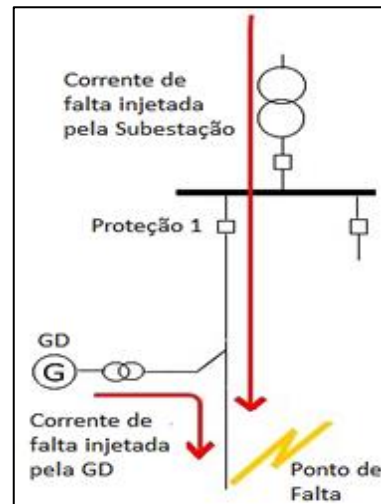 Corrente de
falta injetada
pela Subestação
Proteção 1
GD
G
Corrente de
falta injetada
pela GD
Ponto de
Falta